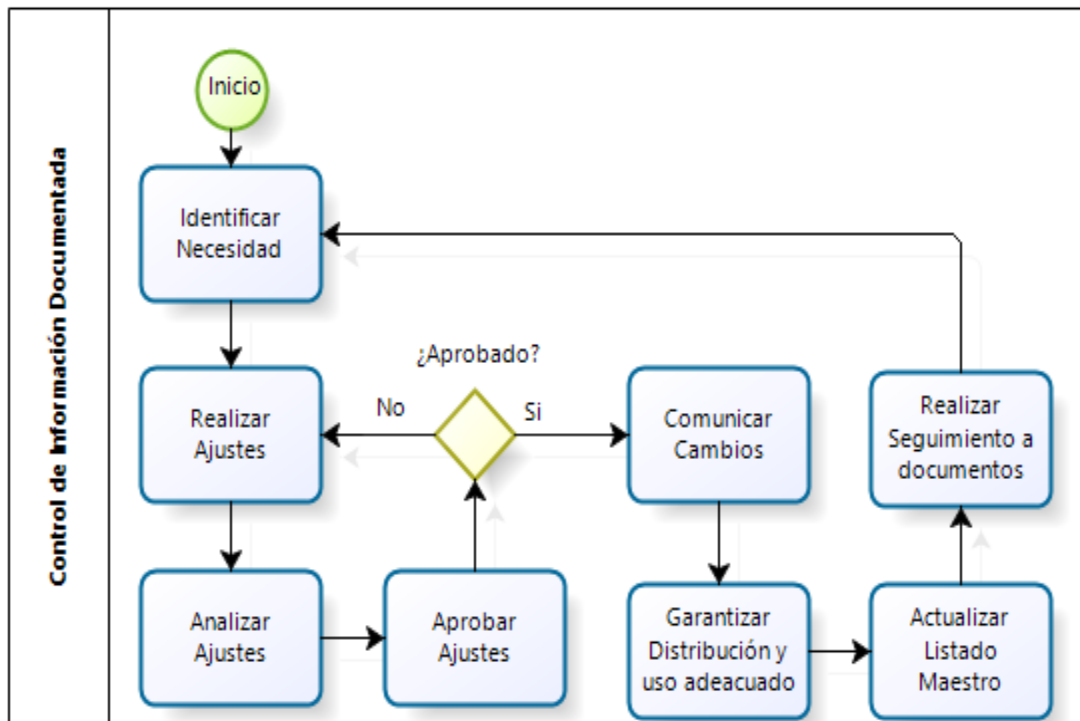 Control de Información Documentada
Inicio
Identificar
Necesidad
Realizar
Ajustes
Analizar
Ajustes
Aprobar
Ajustes
¿Aprobado?
No
Si
Comunicar
Cambios
Garantizar
Distribución y
uso adeacuado
Actualizar
Listado
Maestro
Realizar
Seguimiento a
documentos